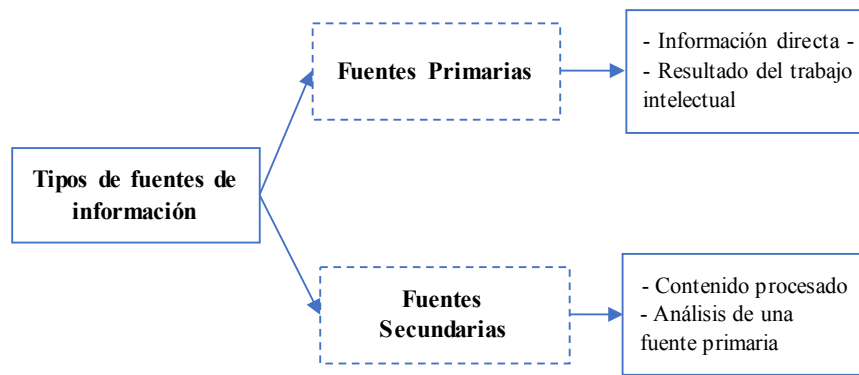 Fuentes Primarias
- Información directa -
- Resultado del trabajo
intelectual
Tipos de fuentes de
información
Fuentes
Secundarias
- Contenido procesado
- Análisis de una
fuente primaria